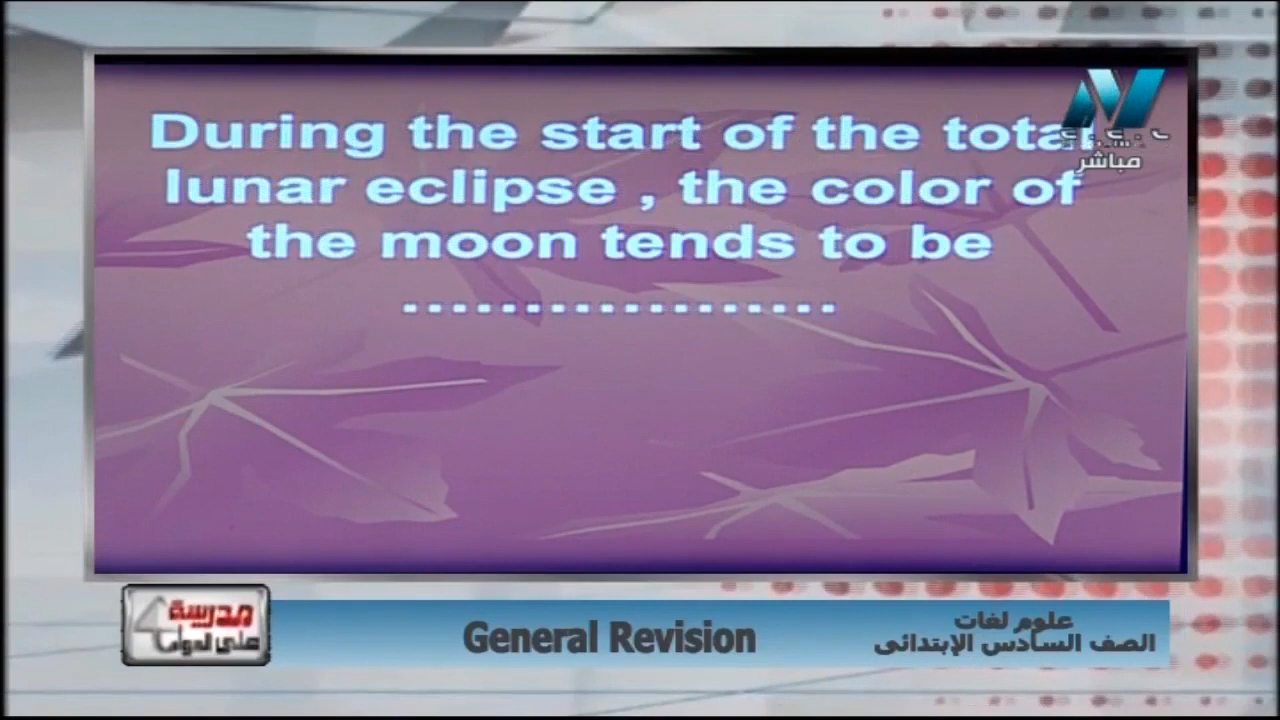 During the start of the total
lunar eclipse , the color of
the moon tends to be
..................
مباشر
مدرسة
على الهواء
General Revision
علوم لغات
الصف السادس الإبتدائى